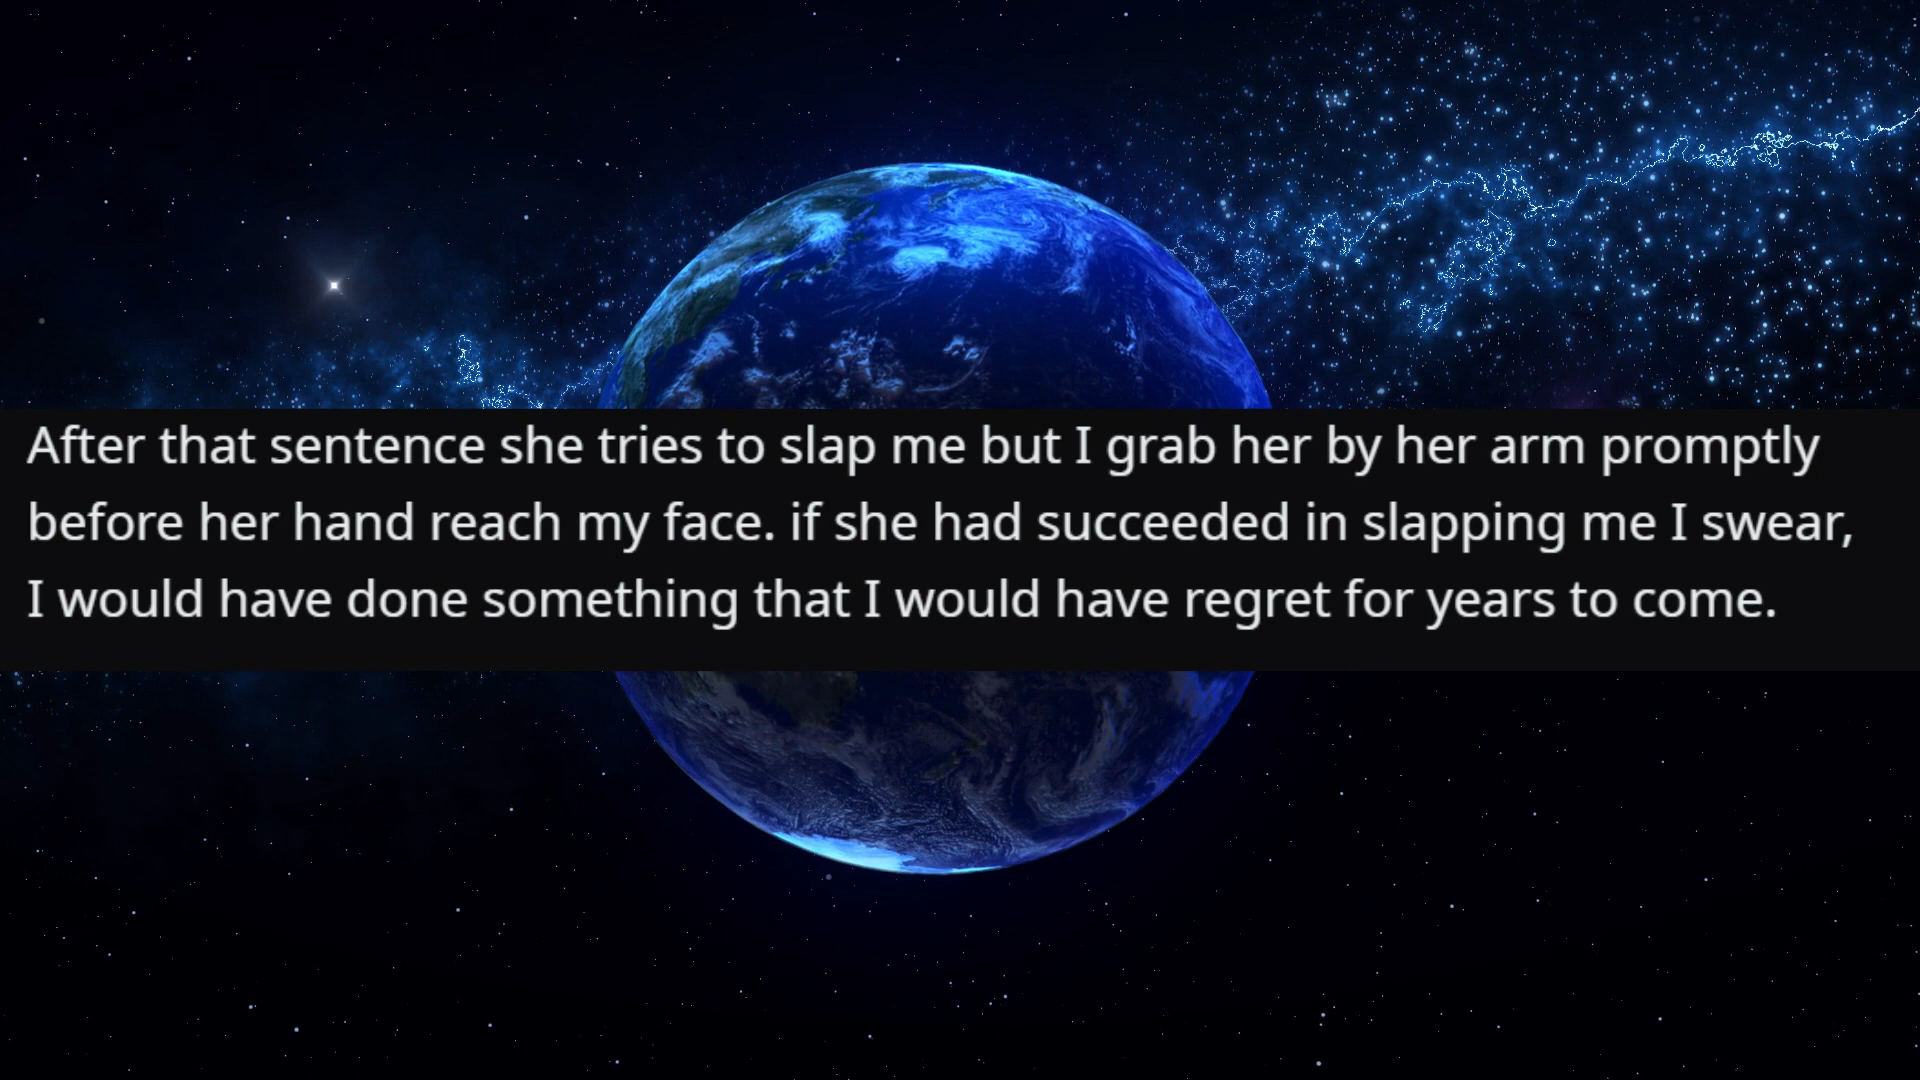 After that sentence she tries to slap me but I grab her by her arm promptly
before her hand reach my face. if she had succeeded in slapping me I swear,
I would have done something that I would have regret for years to come.